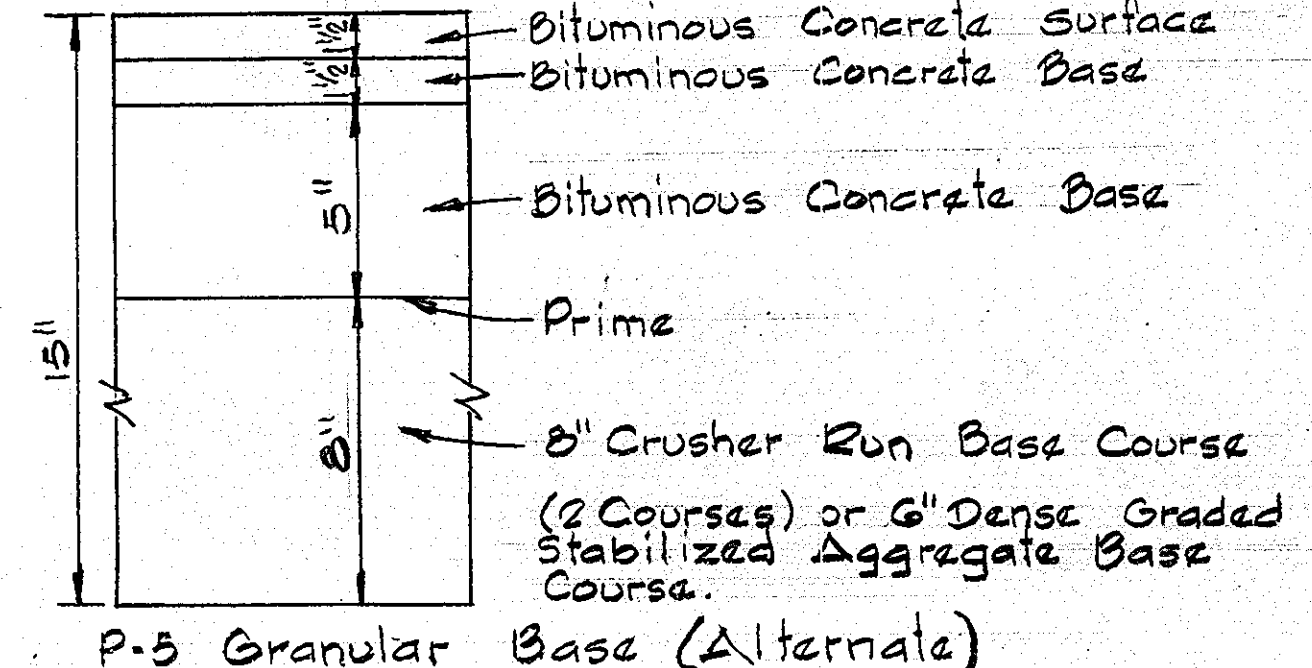 1½"
Bituminous Concrete Surface
1½"
Bituminous Concrete Base
5"
Bituminous Concrete Base
Prime
15"
8"
8" Crusher Run Base Course
(2 Courses) or 6" Dense Graded
Stabilized Aggregate Base
Course.
P-5 Granular Base (Alternate)